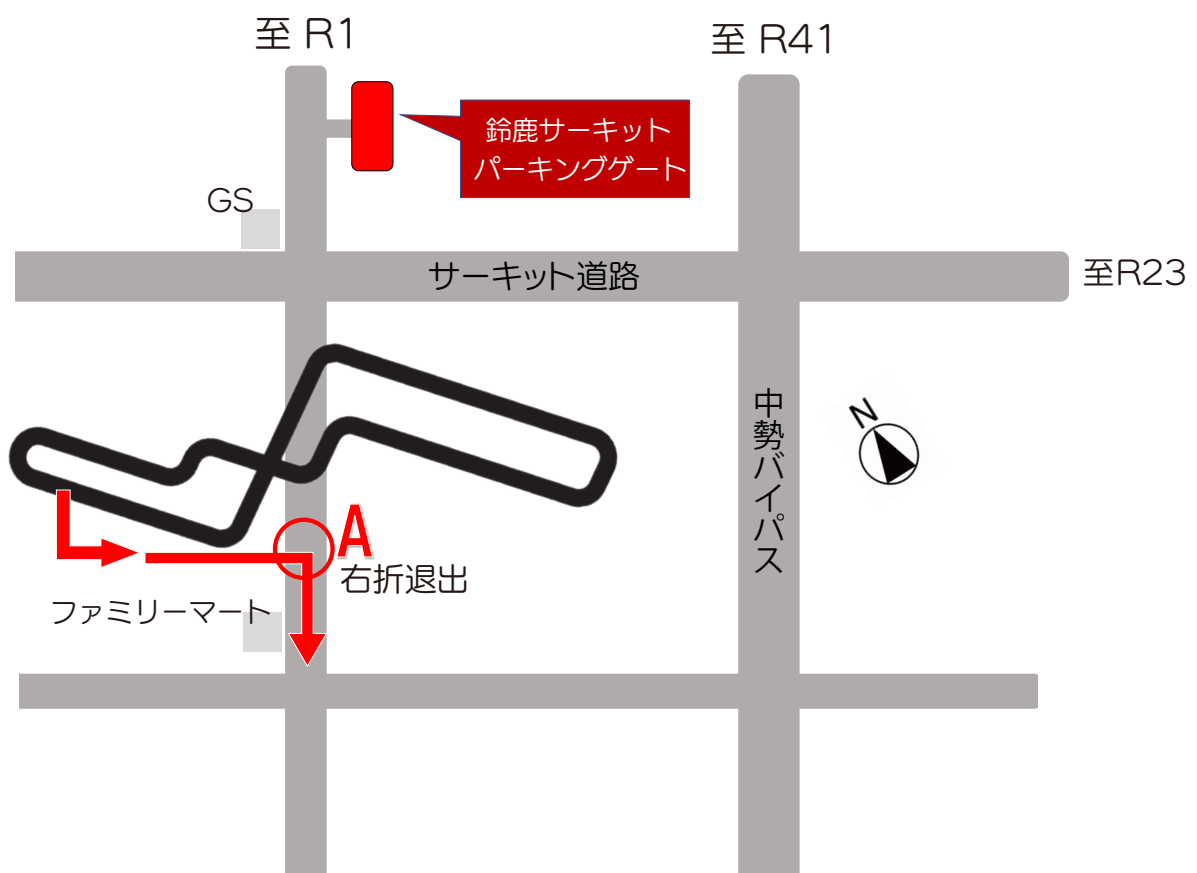 至 R1
至 R41
鈴鹿サーキット
パーキングゲート
GS
サーキット道路
至R23
中勢バイパス
N
A
右折退出
ファミリーマート